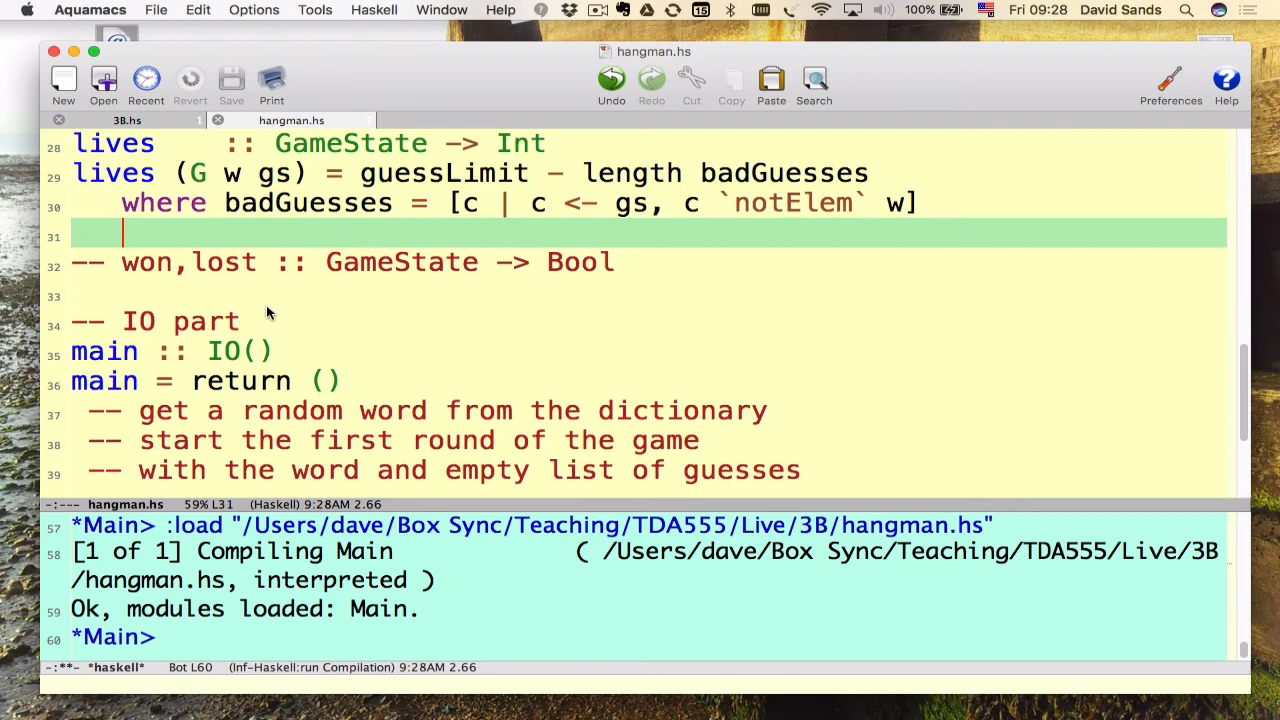 Aquamacs File Edit Options Tools Haskell Window Help 15 100% Fri 09:28 David Sands
hangman.hs
New Open Recent Revert Save Print Undo Redo Cut Copy Paste Search Preferences Help
3B.hs 1 hangman.hs
28 lives :: GameState -> Int
29 lives (G w gs) = guessLimit - length badGuesses
30 where badGuesses = [c | c <- gs, c `notElem` w]
31
32 -- won,lost :: GameState -> Bool
33
34 -- IO part
35 main :: IO()
36 main = return ()
37 -- get a random word from the dictionary
38 -- start the first round of the game
39 -- with the word and empty list of guesses
-:--- hangman.hs 59% L31 (Haskell) 9:28AM 2.66
57 *Main> :load "/Users/dave/Box Sync/Teaching/TDA555/Live/3B/hangman.hs"
58 [1 of 1] Compiling Main ( /Users/dave/Box Sync/Teaching/TDA555/Live/3B
/hangman.hs, interpreted )
59 Ok, modules loaded: Main.
60 *Main>
-:**- *haskell* Bot L60 (Inf-Haskell:run Compilation) 9:28AM 2.66